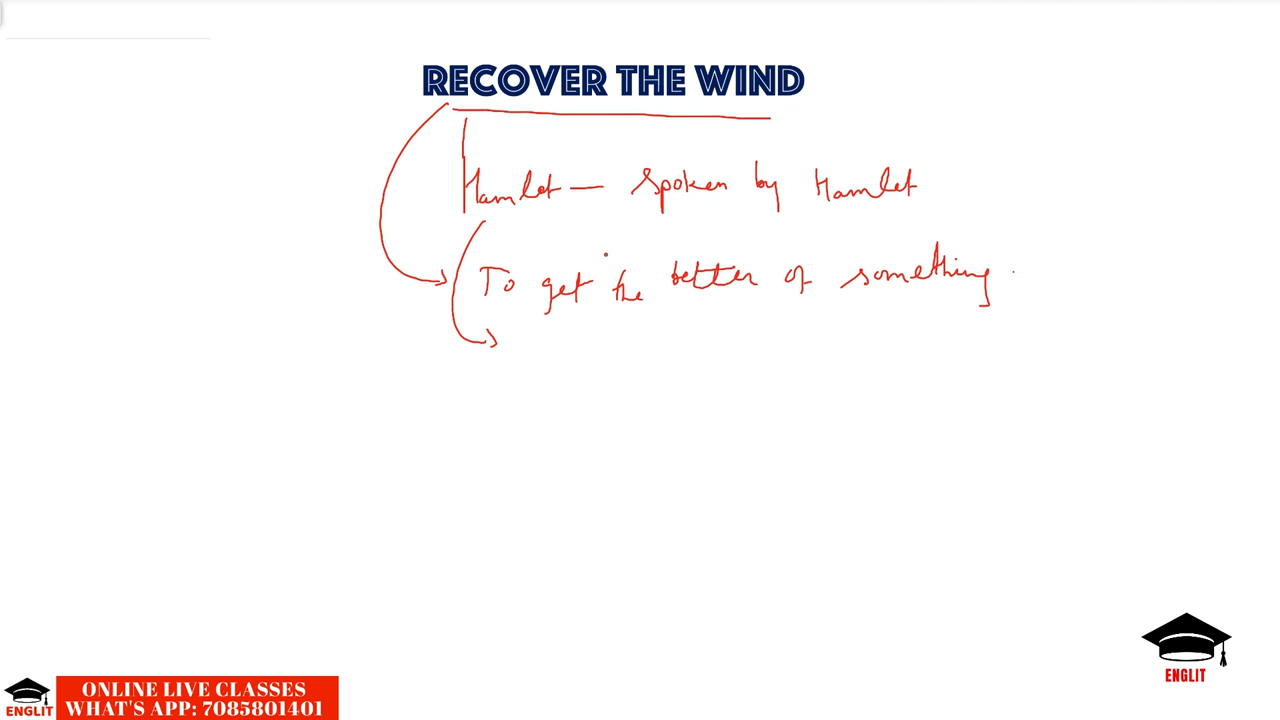 RECOVER THE WIND
Hamlet — Spoken by Hamlet
To get the better of something.
ENGLIT
ONLINE LIVE CLASSES
WHAT'S APP: 7085801401
ENGLIT